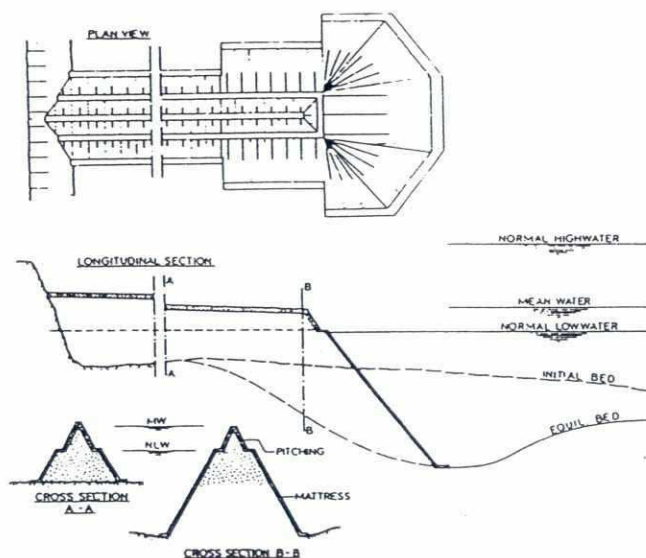 PLAN VIEW
NORMAL HIGHWATER
LONGITUDINAL SECTION
A
B
MEAN WATER
NORMAL LOWWATER
INITIAL BED
A
EQUIL BED
B
MW
NLW
PITCHING
MATTRESS
CROSS SECTION
A-A
CROSS SECTION B-B